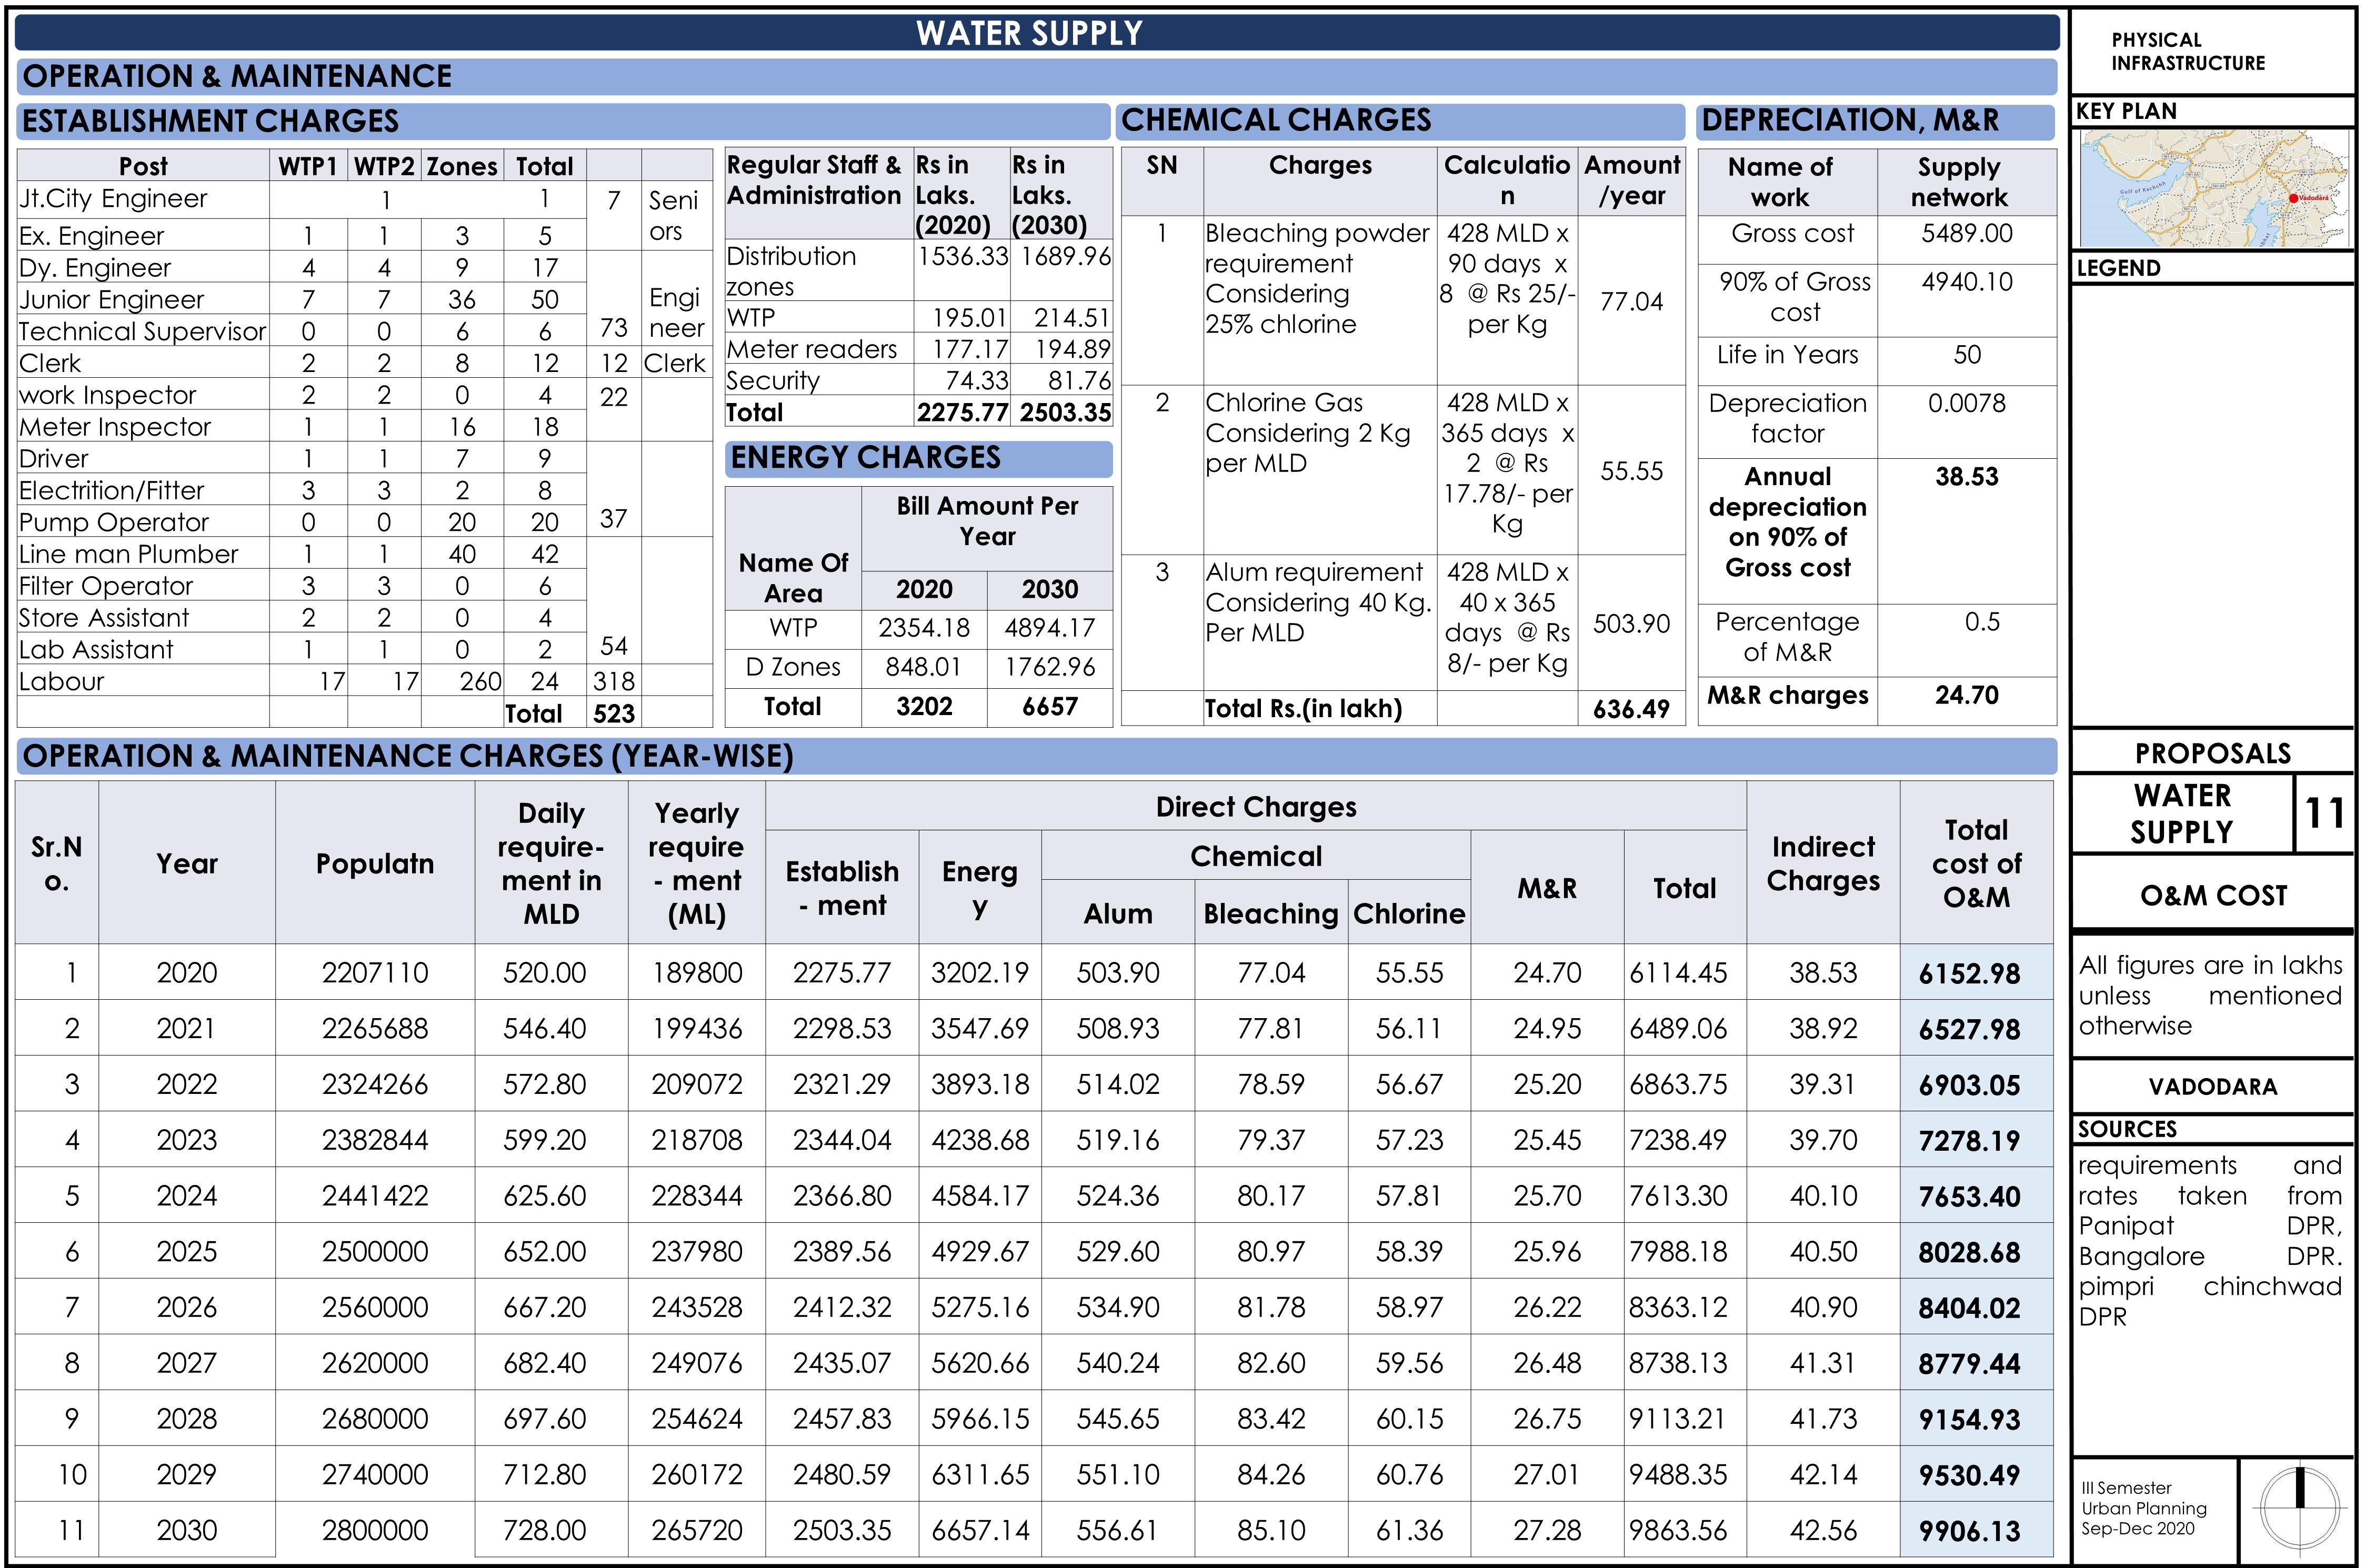 WATER SUPPLY
OPERATION & MAINTENANCE
ESTABLISHMENT CHARGES
Post WTP1 WTP2 Zones Total
Jt.City Engineer 1 1 7 Seni
ors
Ex. Engineer 1 1 3 5
Dy. Engineer 4 4 9 17
Junior Engineer 7 7 36 50 Engi
Technical Supervisor 0 0 6 6 73 neer
Clerk 2 2 8 12 12 Clerk
work Inspector 2 2 0 4 22
Meter Inspector 1 1 16 18
Driver 1 1 7 9
Electrition/Fitter 3 3 2 8
Pump Operator 0 0 20 20 37
Line man Plumber 1 1 40 42
Filter Operator 3 3 0 6
Store Assistant 2 2 0 4
Lab Assistant 1 1 0 2 54
Labour 17 17 260 24 318
Total 523
Regular Staff & Rs in Rs in
Administration Laks. Laks.
(2020) (2030)
Distribution 1536.33 1689.96
zones
WTP 195.01 214.51
Meter readers 177.17 194.89
Security 74.33 81.76
Total 2275.77 2503.35
ENERGY CHARGES
Name Of
Area
Bill Amount Per
Year
2020 2030
WTP 2354.18 4894.17
D Zones 848.01 1762.96
Total 3202 6657
CHEMICAL CHARGES
SN Charges Calculatio Amount
n /year
1 Bleaching powder 428 MLD x
requirement 90 days x
Considering 8 @ Rs 25/- 77.04
25% chlorine per Kg
2 Chlorine Gas 428 MLD x
Considering 2 Kg 365 days x
per MLD 2 @ Rs 55.55
17.78/- per
Kg
3 Alum requirement 428 MLD x
Considering 40 Kg. 40 x 365 503.90
Per MLD days @ Rs
8/- per Kg
Total Rs.(in lakh) 636.49
DEPRECIATION, M&R
Name of Supply
work network
Gross cost 5489.00
90% of Gross 4940.10
cost
Life in Years 50
Depreciation 0.0078
factor
Annual 38.53
depreciation
on 90% of
Gross cost
Percentage 0.5
of M&R
M&R charges 24.70
OPERATION & MAINTENANCE CHARGES (YEAR-WISE)
Sr.N
o.
Year
Populatn
Daily
require-
ment in
MLD
Yearly
require
- ment
(ML)
Direct Charges
Establish
- ment
Energ
y
Chemical
Alum Bleaching Chlorine
M&R
Total
Indirect
Charges
Total
cost of
O&M
1 2020 2207110 520.00 189800 2275.77 3202.19 503.90 77.04 55.55 24.70 6114.45 38.53 6152.98
2 2021 2265688 546.40 199436 2298.53 3547.69 508.93 77.81 56.11 24.95 6489.06 38.92 6527.98
3 2022 2324266 572.80 209072 2321.29 3893.18 514.02 78.59 56.67 25.20 6863.75 39.31 6903.05
4 2023 2382844 599.20 218708 2344.04 4238.68 519.16 79.37 57.23 25.45 7238.49 39.70 7278.19
5 2024 2441422 625.60 228344 2366.80 4584.17 524.36 80.17 57.81 25.70 7613.30 40.10 7653.40
6 2025 2500000 652.00 237980 2389.56 4929.67 529.60 80.97 58.39 25.96 7988.18 40.50 8028.68
7 2026 2560000 667.20 243528 2412.32 5275.16 534.90 81.78 58.97 26.22 8363.12 40.90 8404.02
8 2027 2620000 682.40 249076 2435.07 5620.66 540.24 82.60 59.56 26.48 8738.13 41.31 8779.44
9 2028 2680000 697.60 254624 2457.83 5966.15 545.65 83.42 60.15 26.75 9113.21 41.73 9154.93
10 2029 2740000 712.80 260172 2480.59 6311.65 551.10 84.26 60.76 27.01 9488.35 42.14 9530.49
11 2030 2800000 728.00 265720 2503.35 6657.14 556.61 85.10 61.36 27.28 9863.56 42.56 9906.13
PHYSICAL
INFRASTRUCTURE
KEY PLAN
Gulf of Kachchh
Vadodara
LEGEND
PROPOSALS
WATER
SUPPLY
11
O&M COST
All figures are in lakhs
unless mentioned
otherwise
VADODARA
SOURCES
requirements and
rates taken from
Panipat DPR,
Bangalore DPR.
pimpri chinchwad
DPR
III Semester
Urban Planning
Sep-Dec 2020